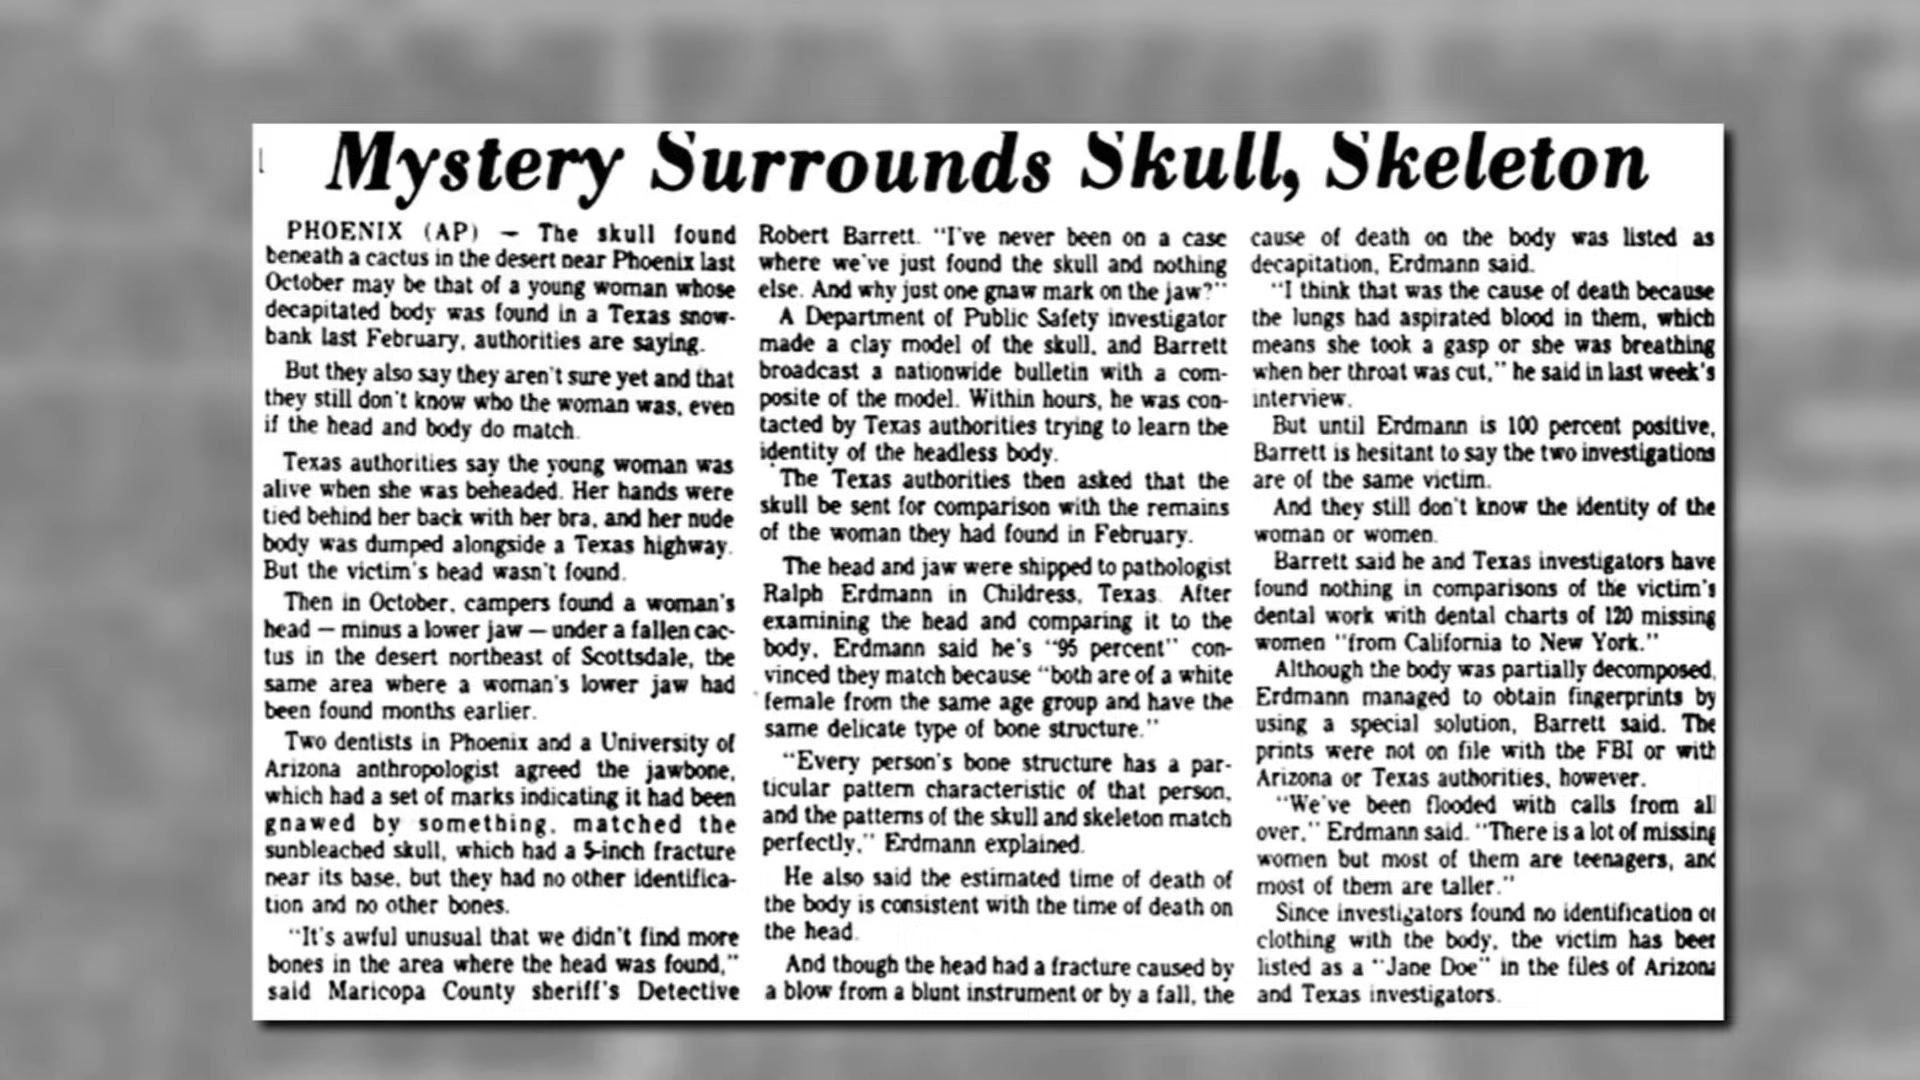 Mystery Surrounds Skull, Skeleton
PHOENIX (AP) — The skull found
beneath a cactus in the desert near Phoenix last
October may be that of a young woman whose
decapitated body was found in a Texas snow-
bank last February, authorities are saying.
But they also say they aren't sure yet and that
they still don't know who the woman was, even
if the head and body do match.
Texas authorities say the young woman was
alive when she was beheaded. Her hands were
tied behind her back with her bra, and her nude
body was dumped alongside a Texas highway.
But the victim's head wasn't found.
Then in October, campers found a woman's
head — minus a lower jaw — under a fallen cac-
tus in the desert northeast of Scottsdale, the
same area where a woman's lower jaw had
been found months earlier.
Two dentists in Phoenix and a University of
Arizona anthropologist agreed the jawbone,
which had a set of marks indicating it had been
gnawed by something, matched the
sunbleached skull, which had a 5-inch fracture
near its base, but they had no other identifica-
tion and no other bones.
"It's awful unusual that we didn't find more
bones in the area where the head was found,"
said Maricopa County sheriff's Detective
Robert Barrett. "I've never been on a case
where we've just found the skull and nothing
else. And why just one gnaw mark on the jaw?"
A Department of Public Safety investigator
made a clay model of the skull, and Barrett
broadcast a nationwide bulletin with a com-
posite of the model. Within hours, he was con-
tacted by Texas authorities trying to learn the
identity of the headless body.
The Texas authorities then asked that the
skull be sent for comparison with the remains
of the woman they had found in February.
The head and jaw were shipped to pathologist
Ralph Erdmann in Childress, Texas. After
examining the head and comparing it to the
body, Erdmann said he's "95 percent" con-
vinced they match because "both are of a white
female from the same age group and have the
same delicate type of bone structure."
"Every person's bone structure has a par-
ticular pattern characteristic of that person,
and the patterns of the skull and skeleton match
perfectly," Erdmann explained.
He also said the estimated time of death of
the body is consistent with the time of death on
the head.
And though the head had a fracture caused by
a blow from a blunt instrument or by a fall, the
cause of death on the body was listed as
decapitation, Erdmann said.
"I think that was the cause of death because
the lungs had aspirated blood in them, which
means she took a gasp or she was breathing
when her throat was cut," he said in last week's
interview.
But until Erdmann is 100 percent positive,
Barrett is hesitant to say the two investigations
are of the same victim.
And they still don't know the identity of the
woman or women.
Barrett said he and Texas investigators have
found nothing in comparisons of the victim's
dental work with dental charts of 120 missing
women "from California to New York."
Although the body was partially decomposed,
Erdmann managed to obtain fingerprints by
using a special solution, Barrett said. The
prints were not on file with the FBI or with
Arizona or Texas authorities, however.
"We've been flooded with calls from all
over," Erdmann said. "There is a lot of missing
women but most of them are teenagers, and
most of them are taller."
Since investigators found no identification or
clothing with the body, the victim has been
listed as a "Jane Doe" in the files of Arizona
and Texas investigators.